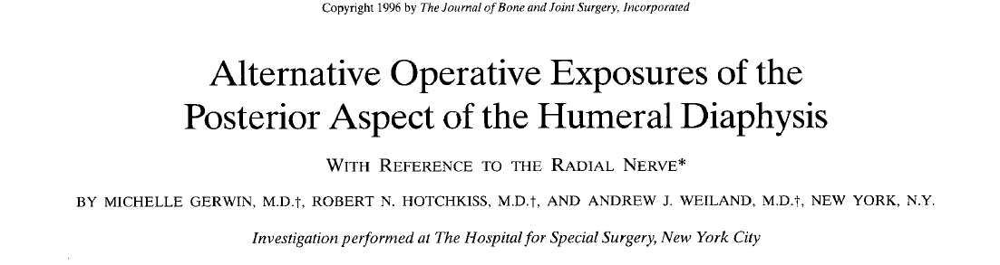 Copyright 1996 by The Journal of Bone and Joint Surgery, Incorporated
Alternative Operative Exposures of the
Posterior Aspect of the Humeral Diaphysis
WITH REFERENCE TO THE RADIAL NERVE*
BY MICHELLE GERWIN, M.D.†, ROBERT N. HOTCHKISS, M.D.†, AND ANDREW J. WEILAND, M.D.†, NEW YORK, N.Y.
Investigation performed at The Hospital for Special Surgery, New York City